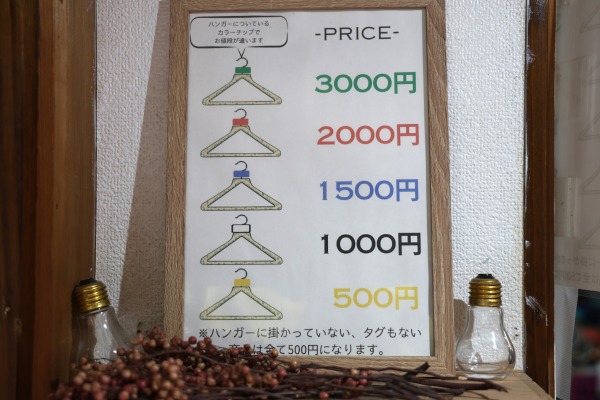 ハンガーについている
カラーチップで
お値段が違います
-PRICE-
3000円
2000円
1500円
1000円
500円
※ハンガーに掛かっていない、タグもない
は全て500円になります。